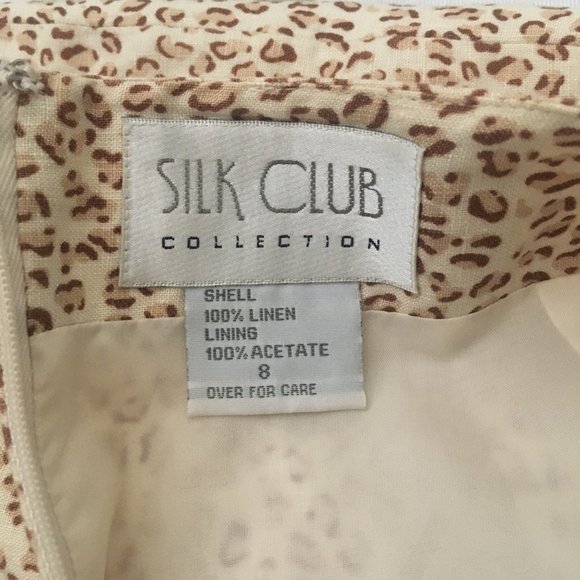 SILK CLUB
COLLECTION
SHELL
100% LINEN
LINING
100% ACETATE
8
OVER FOR CARE